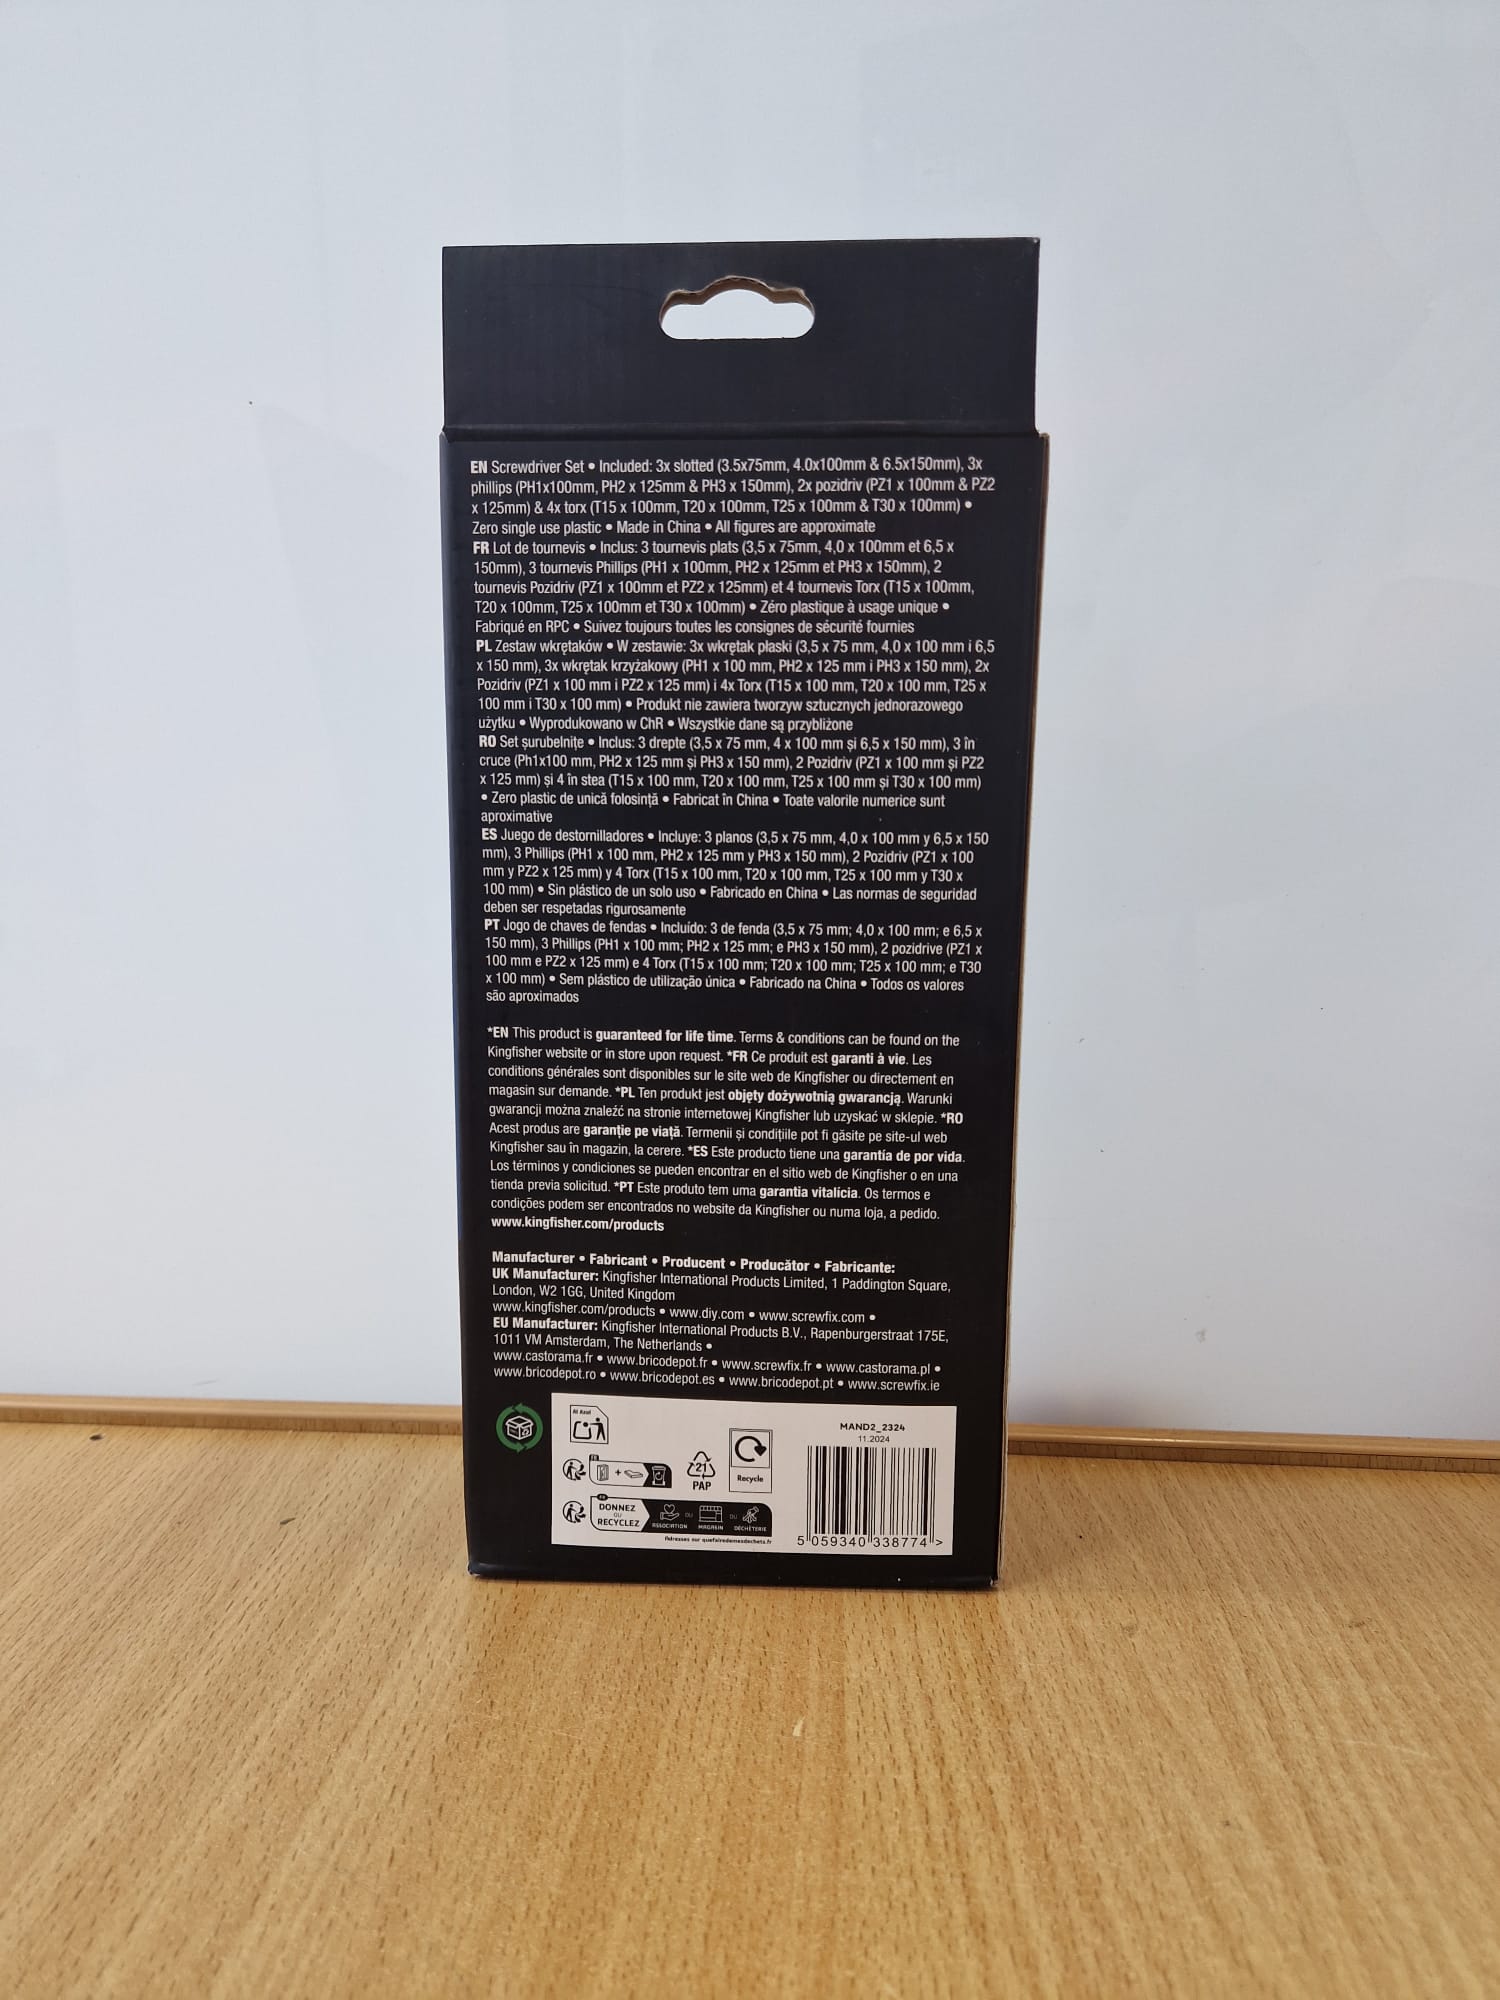 EN Screwdriver Set • Included: 3x slotted (3.5x75mm, 4.0x100mm & 6.5x150mm), 3x
phillips (PH1x100mm, PH2 x 125mm & PH3 x 150mm), 2x pozidriv (PZ1 x 100mm & PZ2
x 125mm) & 4x torx (T15 x 100mm, T20 x 100mm, T25 x 100mm & T30 x 100mm) •
Zero single use plastic • Made in China • All figures are approximate
FR Lot de tournevis • Inclus: 3 tournevis plats (3,5 x 75mm, 4,0 x 100mm et 6,5 x
150mm), 3 tournevis Phillips (PH1 x 100mm, PH2 x 125mm et PH3 x 150mm), 2
tournevis Pozidriv (PZ1 x 100mm et PZ2 x 125mm) et 4 tournevis Torx (T15 x 100mm,
T20 x 100mm, T25 x 100mm et T30 x 100mm) • Zéro plastique à usage unique •
Fabriqué en RPC • Suivez toujours toutes les consignes de sécurité fournies
PL Zestaw wkrętaków • W zestawie: 3x wkrętak płaski (3,5 x 75 mm, 4,0 x 100 mm i 6,5
x 150 mm), 3x wkrętak krzyżakowy (PH1 x 100 mm, PH2 x 125 mm i PH3 x 150 mm), 2x
Pozidriv (PZ1 x 100 mm i PZ2 x 125 mm) i 4x Torx (T15 x 100 mm, T20 x 100 mm, T25 x
100 mm i T30 x 100 mm) • Produkt nie zawiera tworzyw sztucznych jednorazowego
użytku • Wyprodukowano w ChR • Wszystkie dane są przybliżone
RO Set șurubelnițe • Inclus: 3 drepte (3,5 x 75 mm, 4 x 100 mm și 6,5 x 150 mm), 3 în
cruce (Ph1x100 mm, PH2 x 125 mm și PH3 x 150 mm), 2 Pozidriv (PZ1 x 100 mm și PZ2
x 125 mm) și 4 în stea (T15 x 100 mm, T20 x 100 mm, T25 x 100 mm și T30 x 100 mm)
• Zero plastic de unică folosință • Fabricat în China • Toate valorile numerice sunt
aproximative
ES Juego de destornilladores • Incluye: 3 planos (3,5 x 75 mm, 4,0 x 100 mm y 6,5 x 150
mm), 3 Phillips (PH1 x 100 mm, PH2 x 125 mm y PH3 x 150 mm), 2 Pozidriv (PZ1 x 100
mm y PZ2 x 125 mm) y 4 Torx (T15 x 100 mm, T20 x 100 mm, T25 x 100 mm y T30 x
100 mm) • Sin plástico de un solo uso • Fabricado en China • Las normas de seguridad
deben ser respetadas rigurosamente
PT Jogo de chaves de fendas • Incluído: 3 de fenda (3,5 x 75 mm; 4,0 x 100 mm; e 6,5 x
150 mm), 3 Phillips (PH1 x 100 mm; PH2 x 125 mm; e PH3 x 150 mm), 2 pozidrive (PZ1 x
100 mm e PZ2 x 125 mm) e 4 Torx (T15 x 100 mm; T20 x 100 mm; T25 x 100 mm; e T30
x 100 mm) • Sem plástico de utilização única • Fabricado na China • Todos os valores
são aproximados
*EN This product is guaranteed for life time. Terms & conditions can be found on the
Kingfisher website or in store upon request. *FR Ce produit est garanti à vie. Les
conditions générales sont disponibles sur le site web de Kingfisher ou directement en
magasin sur demande. *PL Ten produkt jest objęty dożywotnią gwarancją. Warunki
gwarancji można znaleźć na stronie internetowej Kingfisher lub uzyskać w sklepie. *RO
Acest produs are garanție pe viață. Termenii și condițiile pot fi găsite pe site-ul web
Kingfisher sau în magazin, la cerere. *ES Este producto tiene una garantía de por vida.
Los términos y condiciones se pueden encontrar en el sitio web de Kingfisher o en una
tienda previa solicitud. *PT Este produto tem uma garantia vitalícia. Os termos e
condições podem ser encontrados no website da Kingfisher ou numa loja, a pedido.
www.kingfisher.com/products
Manufacturer • Fabricant • Producent • Producător • Fabricante:
UK Manufacturer: Kingfisher International Products Limited, 1 Paddington Square,
London, W2 1GG, United Kingdom
www.kingfisher.com/products • www.diy.com • www.screwfix.com •
EU Manufacturer: Kingfisher International Products B.V., Rapenburgerstraat 175E,
1011 VM Amsterdam, The Netherlands •
www.castorama.fr • www.bricodepot.fr • www.screwfix.fr • www.castorama.pl •
www.bricodepot.ro • www.bricodepot.es • www.bricodepot.pt • www.screwfix.ie
Al Azul
FR
+
21
PAP
Recycle
FR
DONNEZ
OU
RECYCLEZ
ASSOCIATION
OU
MAGASIN
OU
DÉCHÈTERIE
Adresses sur quefairedemesdechets.fr
MAND2_2324
11.2024
5 059340 338774 >